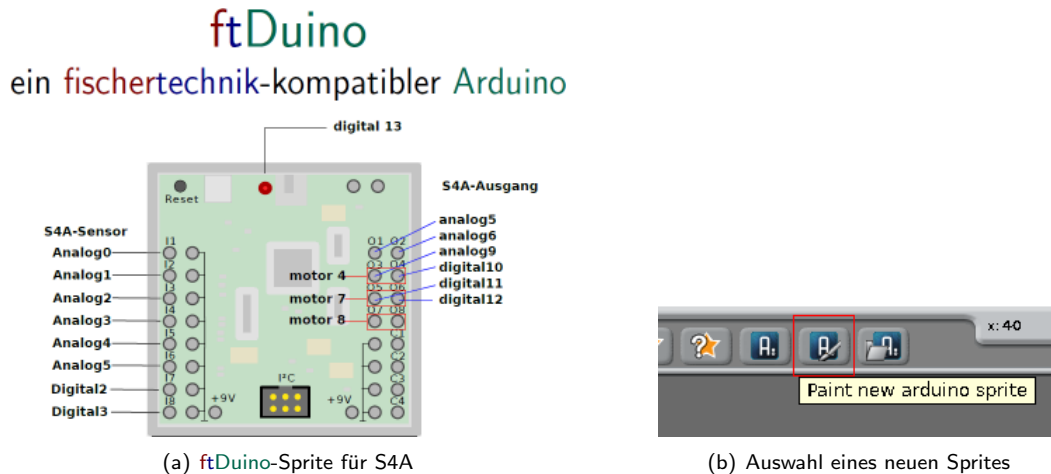 ftDuino
ein fischertechnik-kompatibler Arduino
digital 13
Reset
S4A-Ausgang
analog5
analog6
analog9
digital10
digital11
digital12
S4A-Sensor
Analog0
Analog1
Analog2
Analog3
Analog4
Analog5
Digital2
Digital3
I1
I2
I3
I4
I5
I6
I7
I8
O1 O2
O3 O4
O5 O6
O7 O8
motor 4
motor 7
motor 8
C1
C2
C3
C4
I²C
+9V
+9V
(a) ftDuino-Sprite für S4A
x: 40
Paint new arduino sprite
(b) Auswahl eines neuen Sprites